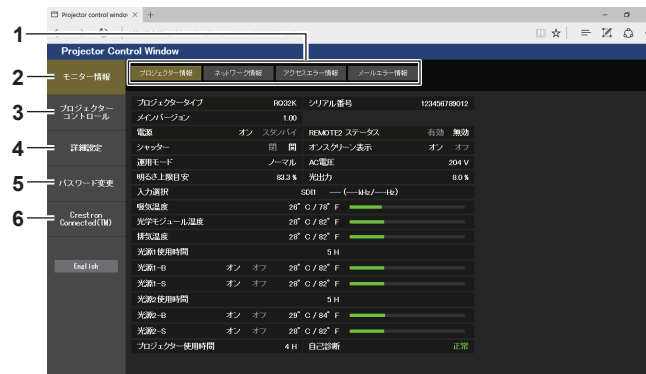 Projector control windo × +
Projector Control Window
1
2 モニター情報
3 プロジェクター
コントロール
4 詳細設定
5 パスワード変更
6 Crestron
Connected(TM)
English
プロジェクター情報 ネットワーク情報 アクセスエラー情報 メールエラー情報
プロジェクタータイプ RQ32K シリアル番号 123456789012
メインバージョン 1.00
電源 オン スタンバイ REMOTE2 ステータス 有効 無効
シャッター 閉 開 オンスクリーン表示 オン オフ
運用モード ノーマル AC電圧 204 V
明るさ上限目安 83.3 % 光出力 8.0 %
入力選択 SDI1 ---(---kHz/---Hz)
吸気温度 26°C / 78°F
光学モジュール温度 28°C / 82°F
排気温度 28°C / 82°F
光源1使用時間 5 H
光源1-B オン オフ 28°C / 82°F
光源1-S オン オフ 28°C / 82°F
光源2使用時間 5 H
光源2-B オン オフ 29°C / 84°F
光源2-S オン オフ 28°C / 82°F
プロジェクター使用時間 4 H 自己診断 正常